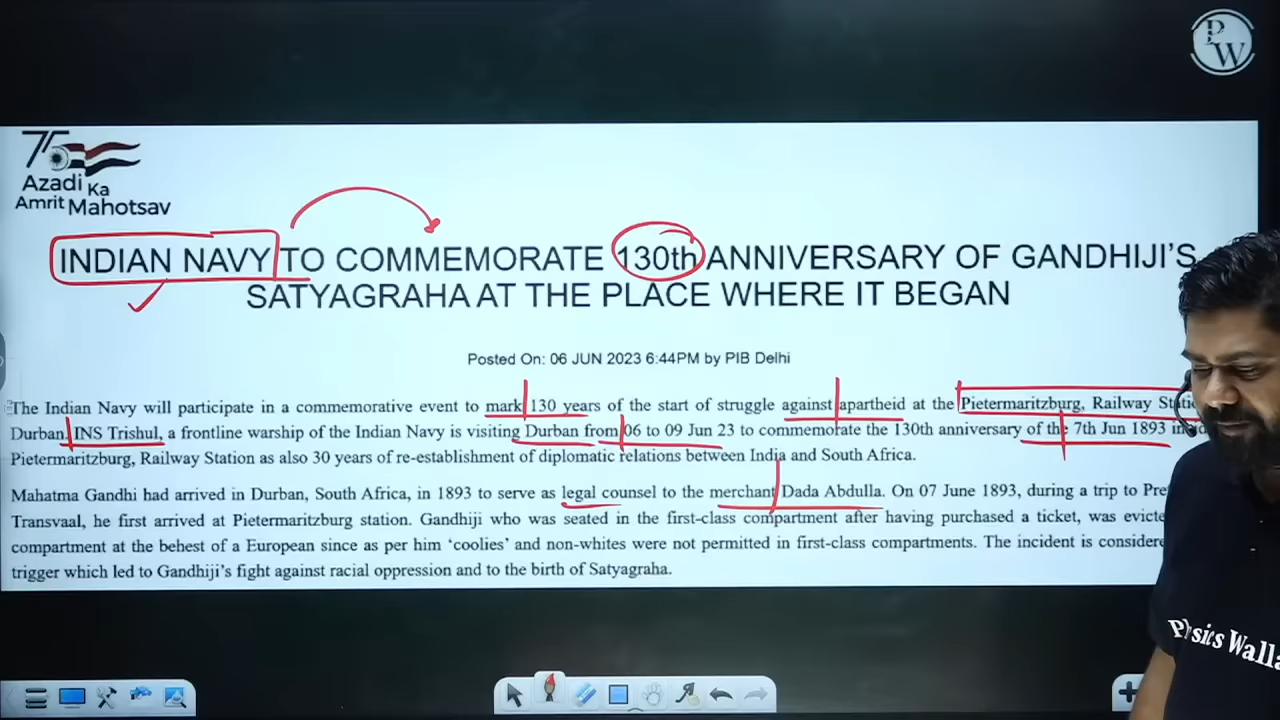 PW
75
Azadi Ka
Amrit Mahotsav
INDIAN NAVY TO COMMEMORATE 130th ANNIVERSARY OF GANDHIJI'S
SATYAGRAHA AT THE PLACE WHERE IT BEGAN
Posted On: 06 JUN 2023 6:44PM by PIB Delhi
The Indian Navy will participate in a commemorative event to mark 130 years of the start of struggle against apartheid at the Pietermaritzburg, Railway
Durban. INS Trishul, a frontline warship of the Indian Navy is visiting Durban from 06 to 09 Jun 23 to commemorate the 130th anniversary of the 7th Jun 1893
Pietermaritzburg, Railway Station as also 30 years of re-establishment of diplomatic relations between India and South Africa.
Mahatma Gandhi had arrived in Durban, South Africa, in 1893 to serve as legal counsel to the merchant Dada Abdulla. On 07 June 1893, during a trip to
Transvaal, he first arrived at Pietermaritzburg station. Gandhiji who was seated in the first-class compartment after having purchased a ticket, was
compartment at the behest of a European since as per him 'coolies' and non-whites were not permitted in first-class compartments. The incident is
trigger which led to Gandhiji's fight against racial oppression and to the birth of Satyagraha.
Physics